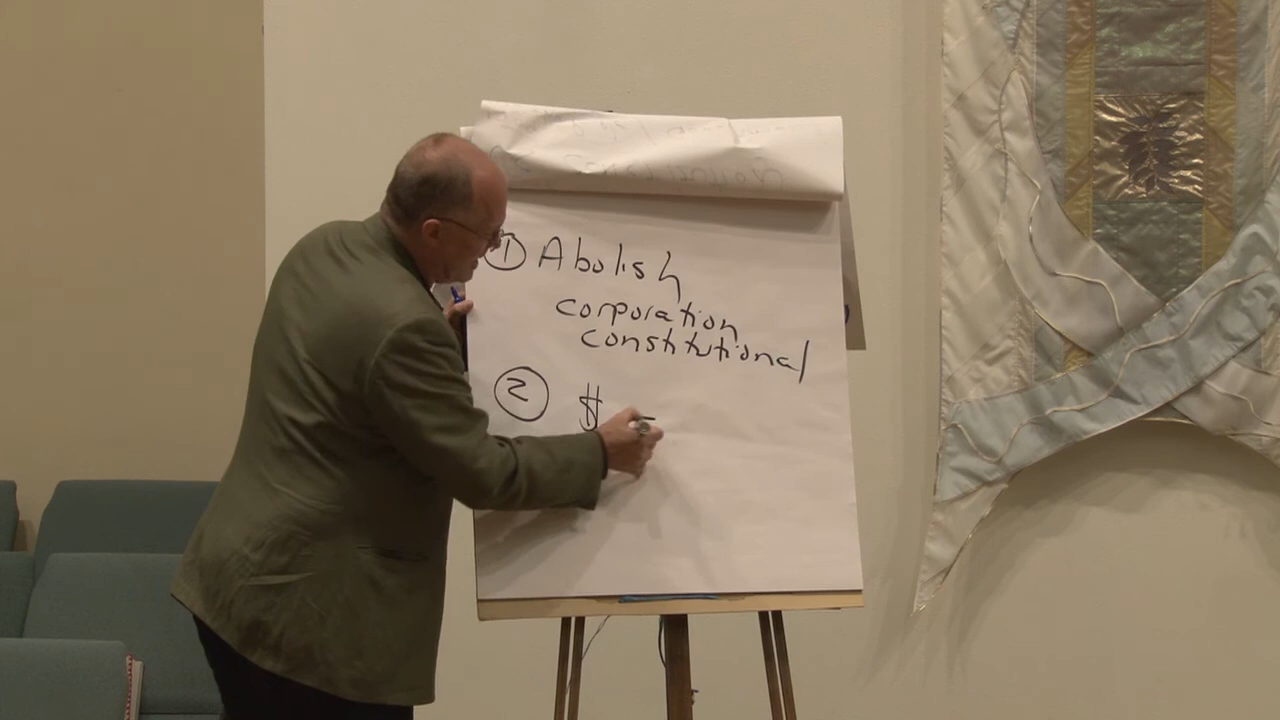 ① Abolish
corporation
constitutional
② $